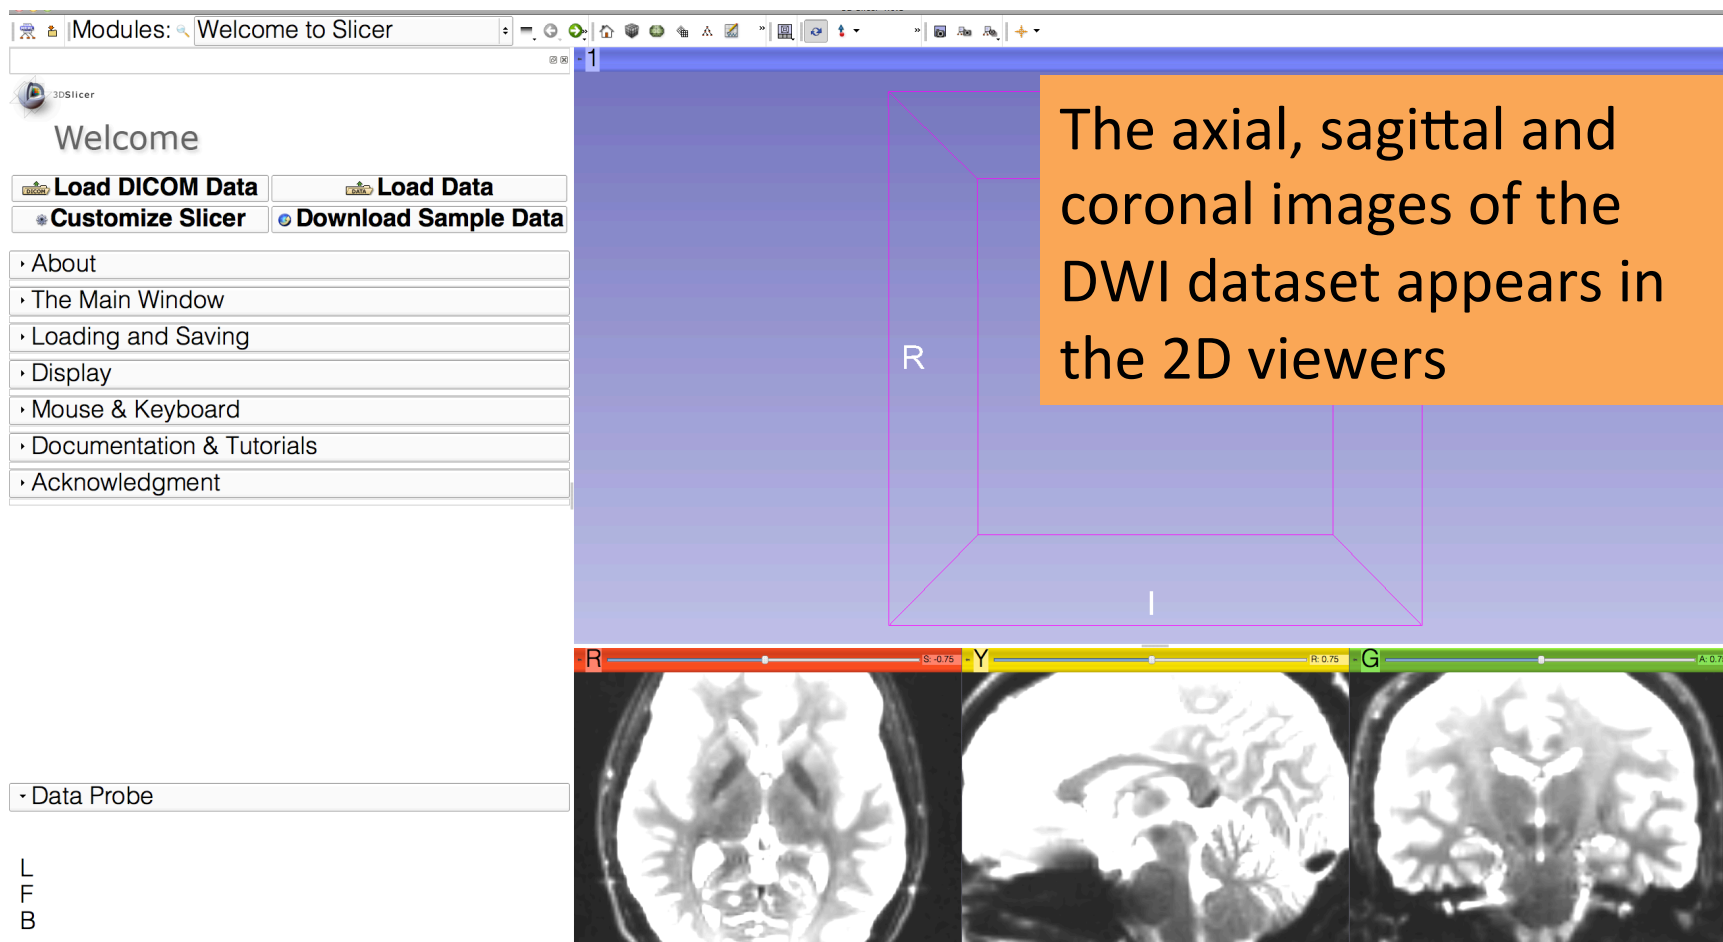 Modules: Welcome to Slicer
1
3DSlicer
Welcome
Load DICOM Data
Load Data
Customize Slicer
Download Sample Data
About
The Main Window
Loading and Saving
Display
Mouse & Keyboard
Documentation & Tutorials
Acknowledgment
Data Probe
L
F
B
The axial, sagittal and
coronal images of the
DWI dataset appears in
the 2D viewers
R
I
R S: -0.75
Y R: 0.75
G